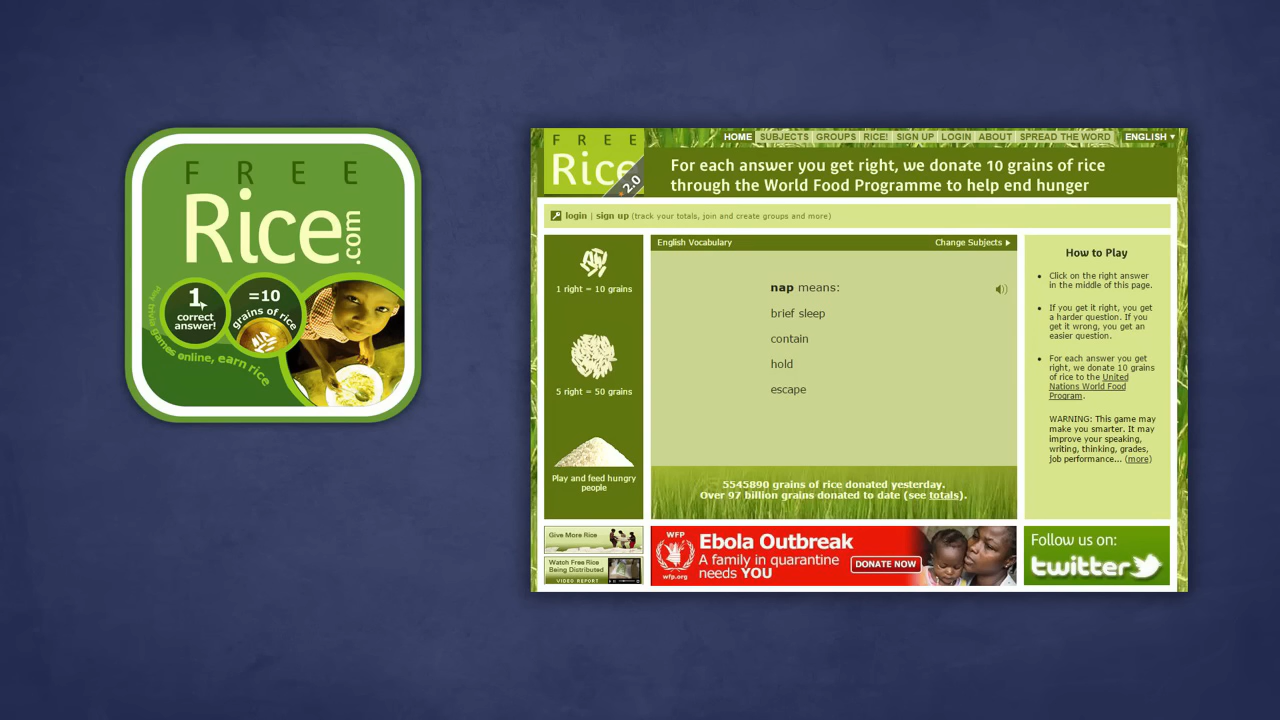 F R E E
Rice.com
1
correct
answer!
=10
grains of rice
play trivia games online, earn rice
F R E E
Rice
2.0
HOME SUBJECTS GROUPS RICE! SIGN UP LOGIN ABOUT SPREAD THE WORD ENGLISH ▾
For each answer you get right, we donate 10 grains of rice
through the World Food Programme to help end hunger
login | sign up (track your totals, join and create groups and more)
1 right = 10 grains
5 right = 50 grains
Play and feed hungry
people
English Vocabulary Change Subjects ▶
nap means:
brief sleep
contain
hold
escape
5545890 grains of rice donated yesterday.
Over 97 billion grains donated to date (see totals).
How to Play
• Click on the right answer
in the middle of this page.
• If you get it right, you get
a harder question. If you
get it wrong, you get an
easier question.
• For each answer you get
right, we donate 10 grains
of rice to the United
Nations World Food
Program.
WARNING: This game may
make you smarter. It may
improve your speaking,
writing, thinking, grades,
job performance... (more)
Give More Rice
Watch Free Rice
Being Distributed
VIDEO REPORT
WFP
wfp.org
Ebola Outbreak
A family in quarantine
needs YOU
DONATE NOW
Follow us on:
twitter